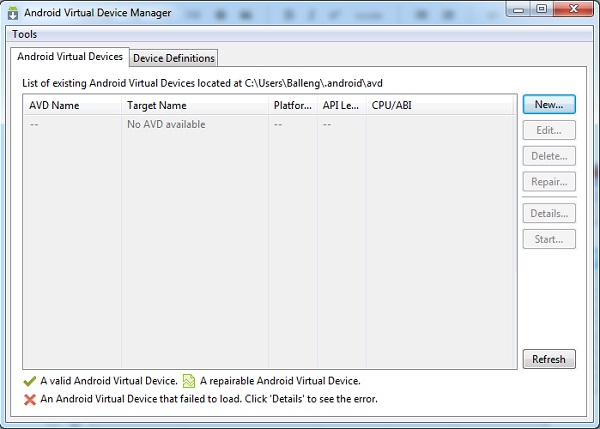 Android Virtual Device Manager
Tools
Android Virtual Devices Device Definitions
List of existing Android Virtual Devices located at C:\Users\Balleng\.android\avd
AVD Name Target Name Platfor... API Le... CPU/ABI
-- No AVD available -- --
New...
Edit...
Delete...
Repair...
Details...
Start...
Refresh
A valid Android Virtual Device. A repairable Android Virtual Device.
An Android Virtual Device that failed to load. Click 'Details' to see the error.